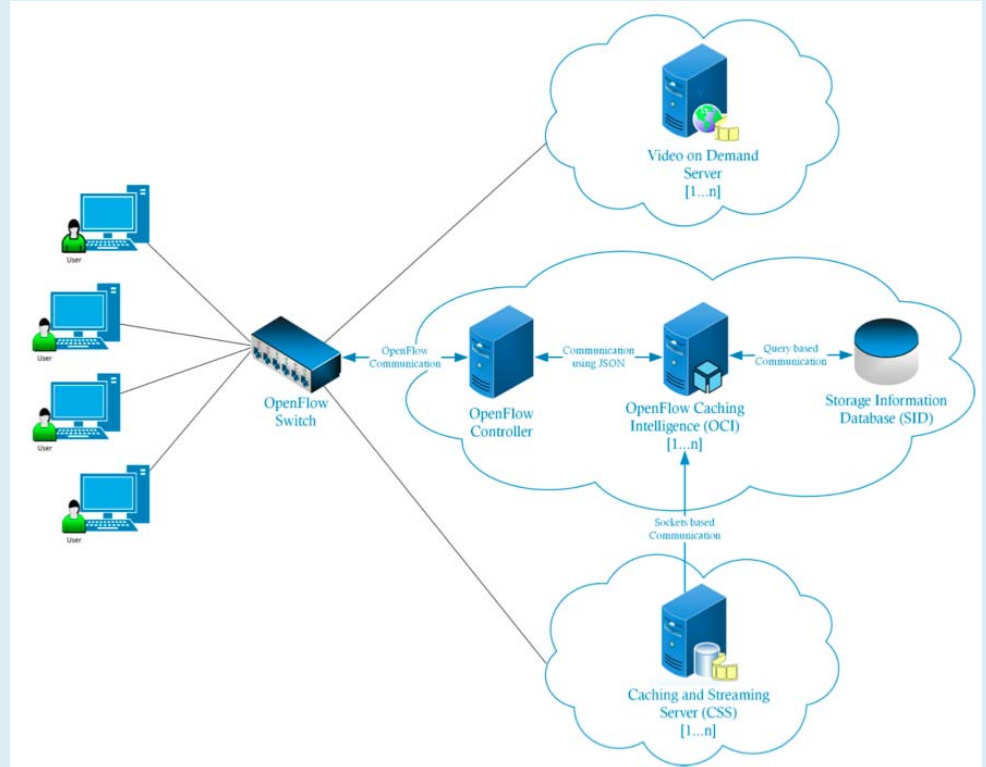 Video on Demand
Server
[1...n]
User
User
User
User
OpenFlow
Switch
OpenFlow
Communication
OpenFlow
Controller
Communication
using JSON
OpenFlow Caching
Intelligence (OCI)
[1...n]
Query based
Communication
Storage Information
Database (SID)
Sockets based
Communication
Caching and Streaming
Server (CSS)
[1...n]